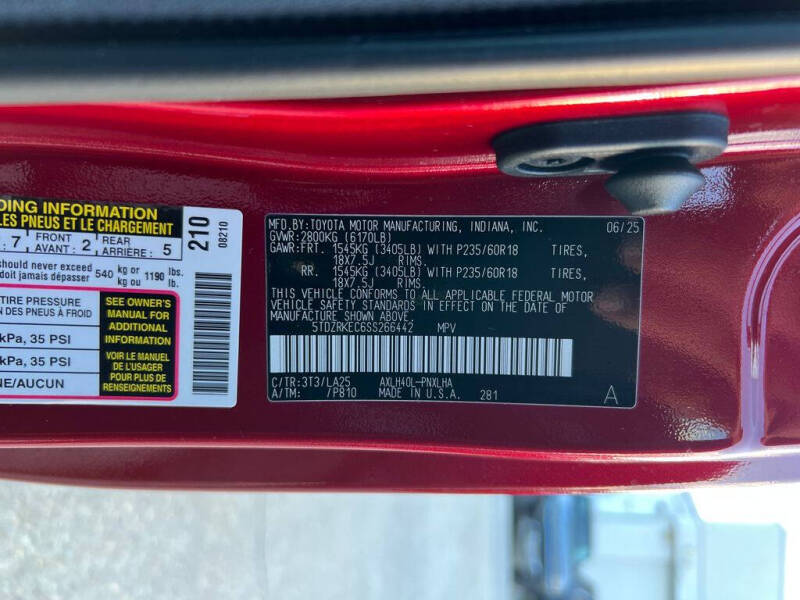 DING INFORMATION
LES PNEUS ET LE CHARGEMENT
: 7 FRONT AVANT: 2 REAR ARRIÈRE: 5
should never exceed 540 kg or 1190 lbs.
doit jamais dépasser kg ou lb.
TIRE PRESSURE
DES PNEUS À FROID
kPa, 35 PSI
kPa, 35 PSI
NE/AUCUN
SEE OWNER'S
MANUAL FOR
ADDITIONAL
INFORMATION
VOIR LE MANUEL
DE L'USAGER
POUR PLUS DE
RENSEIGNEMENTS
210
08210
MFD.BY:TOYOTA MOTOR MANUFACTURING, INDIANA, INC. 06/25
GVWR:2800KG (6170LB)
GAWR:FRT. 1545KG (3405LB) WITH P235/60R18 TIRES,
18X7.5J RIMS.
RR. 1545KG (3405LB) WITH P235/60R18 TIRES,
18X7.5J RIMS.
THIS VEHICLE CONFORMS TO ALL APPLICABLE FEDERAL MOTOR
VEHICLE SAFETY STANDARDS IN EFFECT ON THE DATE OF
MANUFACTURE SHOWN ABOVE.
5TDZRKEC6SS266442 MPV
C/TR:3T3/LA25 AXLH40L-PNXLHA
A/TM: /P810 MADE IN U.S.A. 281 A